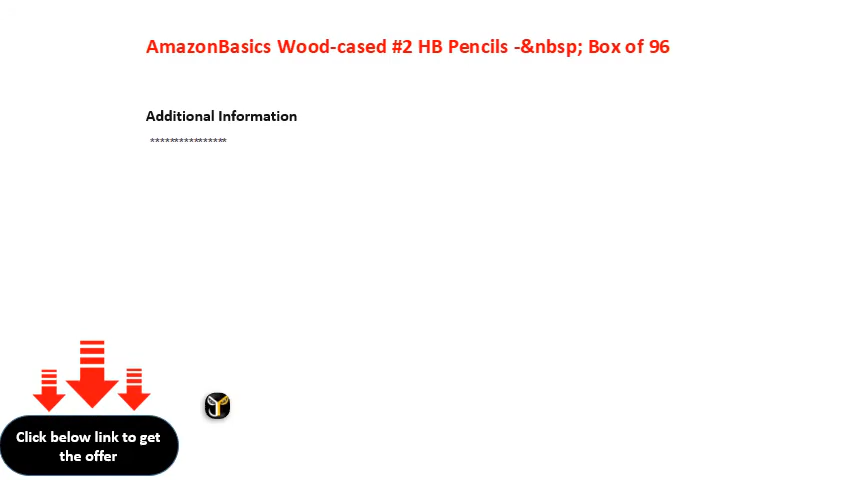 AmazonBasics Wood-cased #2 HB Pencils -&nbsp; Box of 96
Additional Information
****************
Click below link to get
the offer